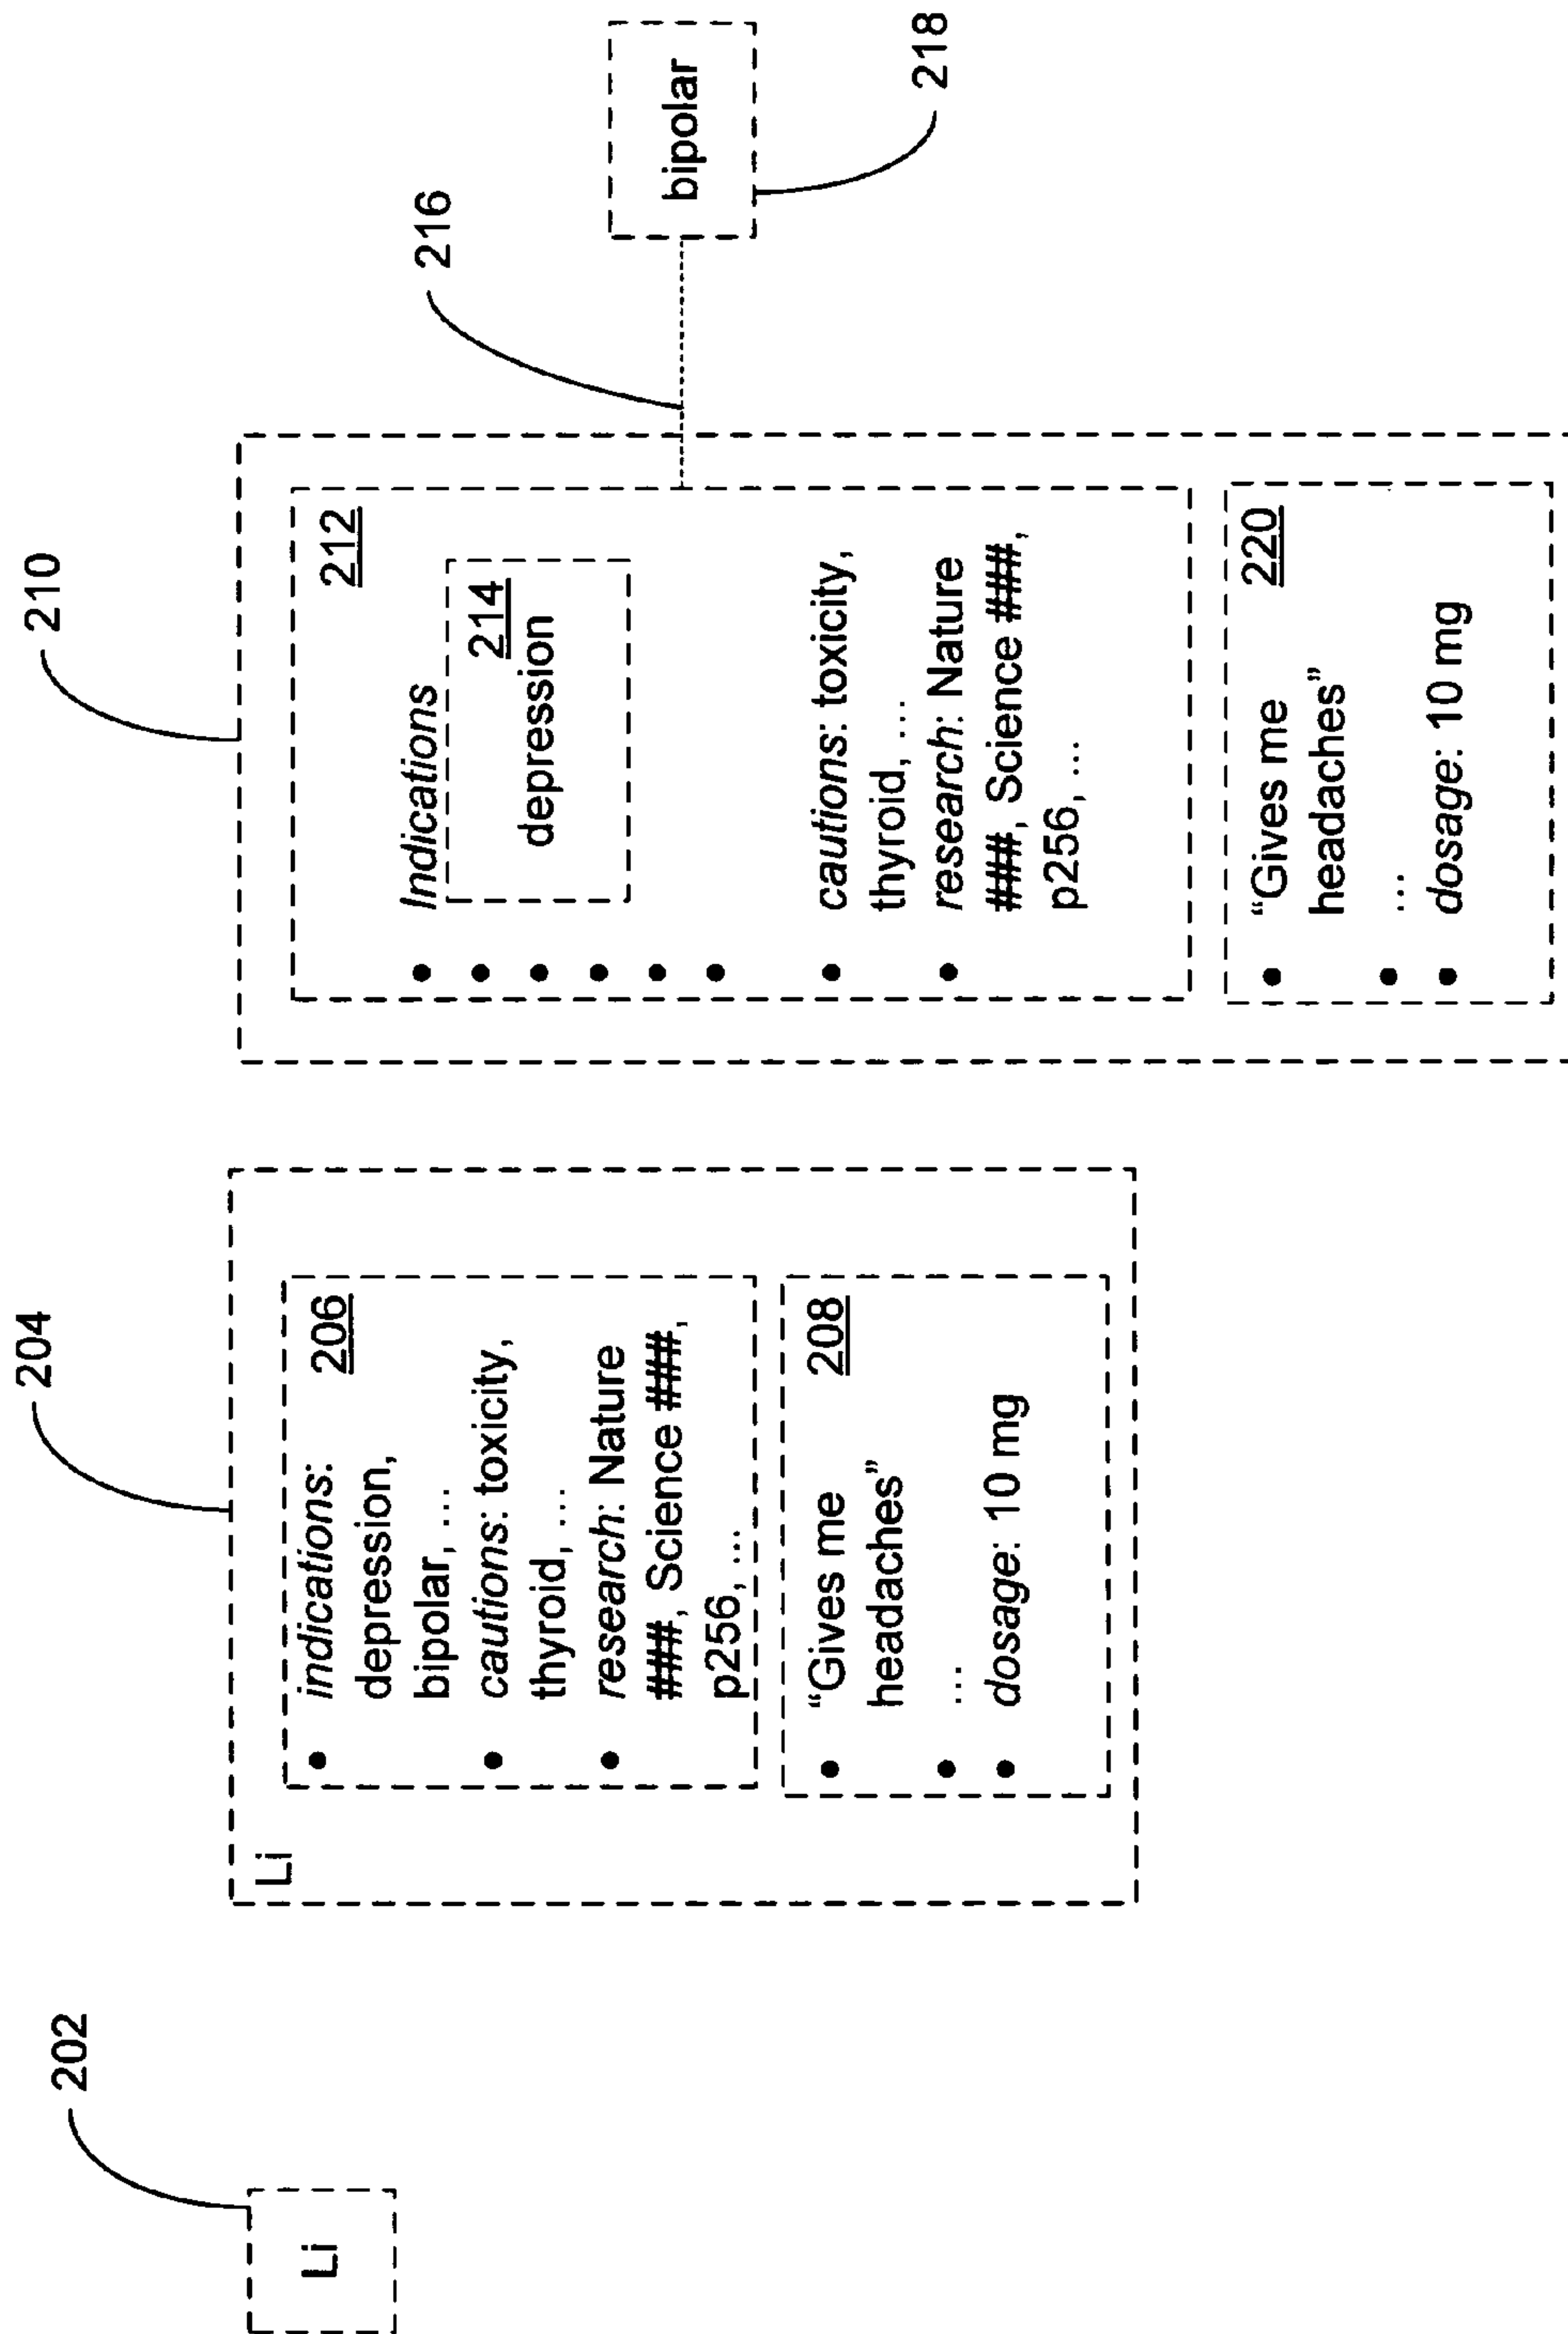 202
Li
204
Li
206
• indications:
depression,
bipolar, ...
• cautions: toxicity,
thyroid, ...
• research: Nature
###, Science ###,
p256, ...
208
• “Gives me
headaches”
• ...
• dosage: 10 mg
210
212
• Indications
•
214
• depression
•
•
•
• cautions: toxicity,
thyroid, ...
• research: Nature
###, Science ###,
p256, ...
220
• “Gives me
headaches”
• ...
• dosage: 10 mg
216
bipolar
218